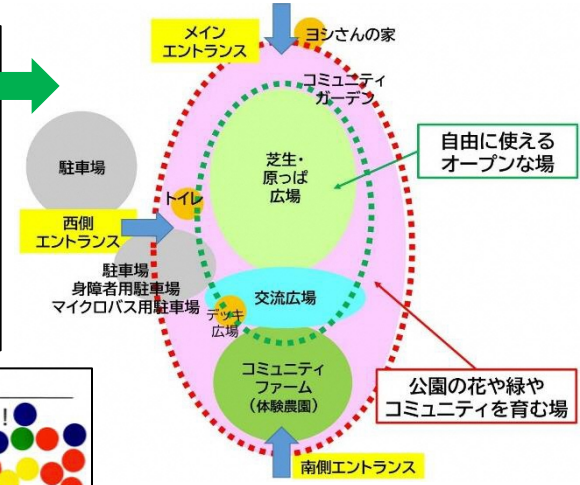 メイン
エントランス
ヨシさんの家
コミュニティ
ガーデン
自由に使える
オープンな場
芝生・
原っぱ
広場
駐車場
トイレ
西側
エントランス
駐車場
身障者用駐車場
マイクロバス用駐車場
交流広場
デッキ
広場
コミュニティ
ファーム
（体験農園）
公園の花や緑や
コミュニティを育む場
南側エントランス
!